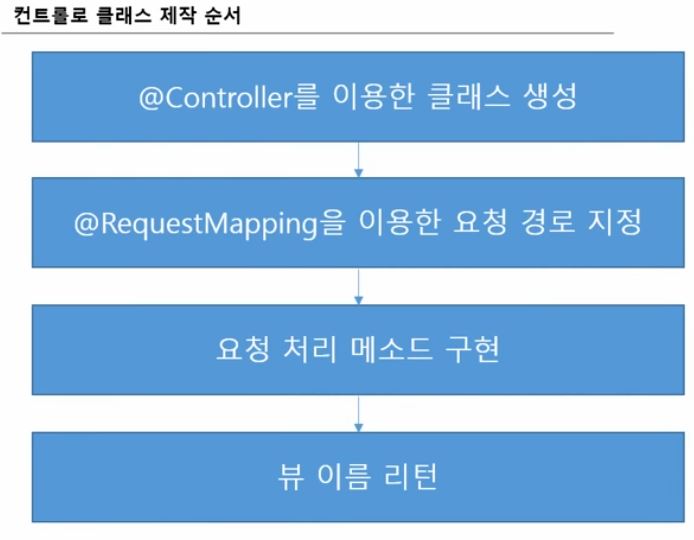 컨트롤로 클래스 제작 순서
@Controller를 이용한 클래스 생성
@RequestMapping을 이용한 요청 경로 지정
요청 처리 메소드 구현
뷰 이름 리턴